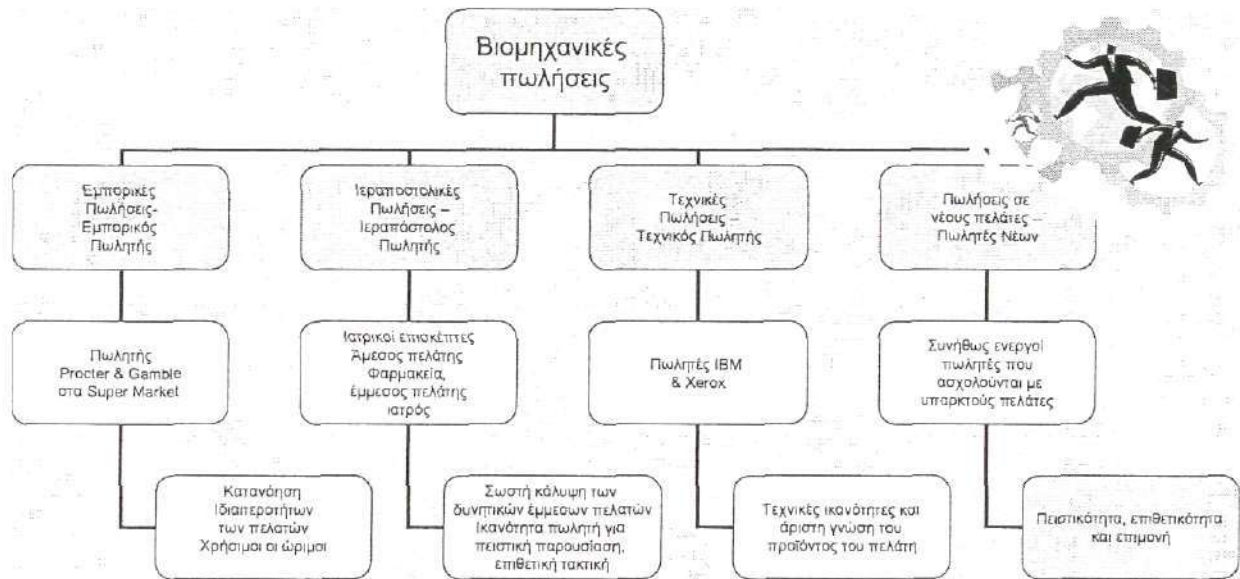 Βιομηχανικές
πωλήσεις
Εμπορικές
Πωλήσεις-
Εμπορικός
Πωλητής
Ιεραποστολικές
Πωλήσεις –
Ιεραπόστολος
Πωλητής
Τεχνικές
Πωλήσεις –
Τεχνικός Πωλητής
Πωλήσεις σε
νέους πελάτες –
Πωλητές Νέων
Πωλητής
Procter & Gamble
στα Super Market
Ιατρικοί επισκέπτες
Άμεσος πελάτης
Φαρμακεία,
έμμεσος πελάτης
ιατρός
Πωλητές IBM
& Xerox
Συνήθως ενεργοί
πωλητές που
ασχολούνται με
υπαρκτούς πελάτες
Κατανόηση
Ιδιαιτεροτήτων
των πελατών
Χρήσιμοι οι ώριμοι
Σωστή κάλυψη των
δυνητικών έμμεσων πελατών
Ικανότητα πωλητή για
πειστική παρουσίαση,
επιθετική τακτική
Τεχνικές ικανότητες και
άριστη γνώση του
προϊόντος του πελάτη
Πειστικότητα, επιθετικότητα
και επιμονή